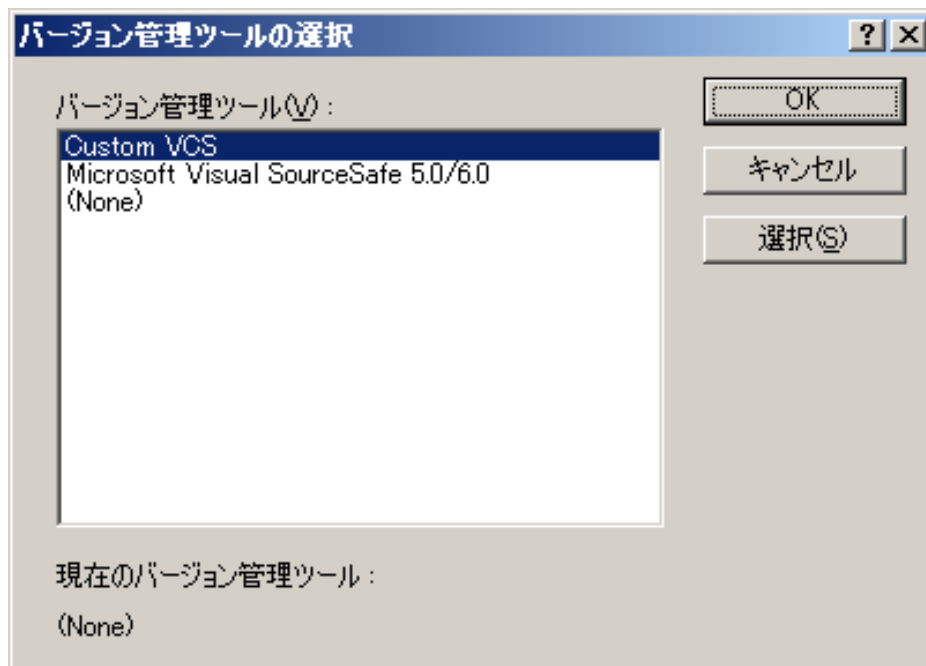 バージョン管理ツールの選択
バージョン管理ツール(V)：
Custom VCS
Microsoft Visual SourceSafe 5.0/6.0
(None)
OK
キャンセル
選択(S)
現在のバージョン管理ツール：
(None)